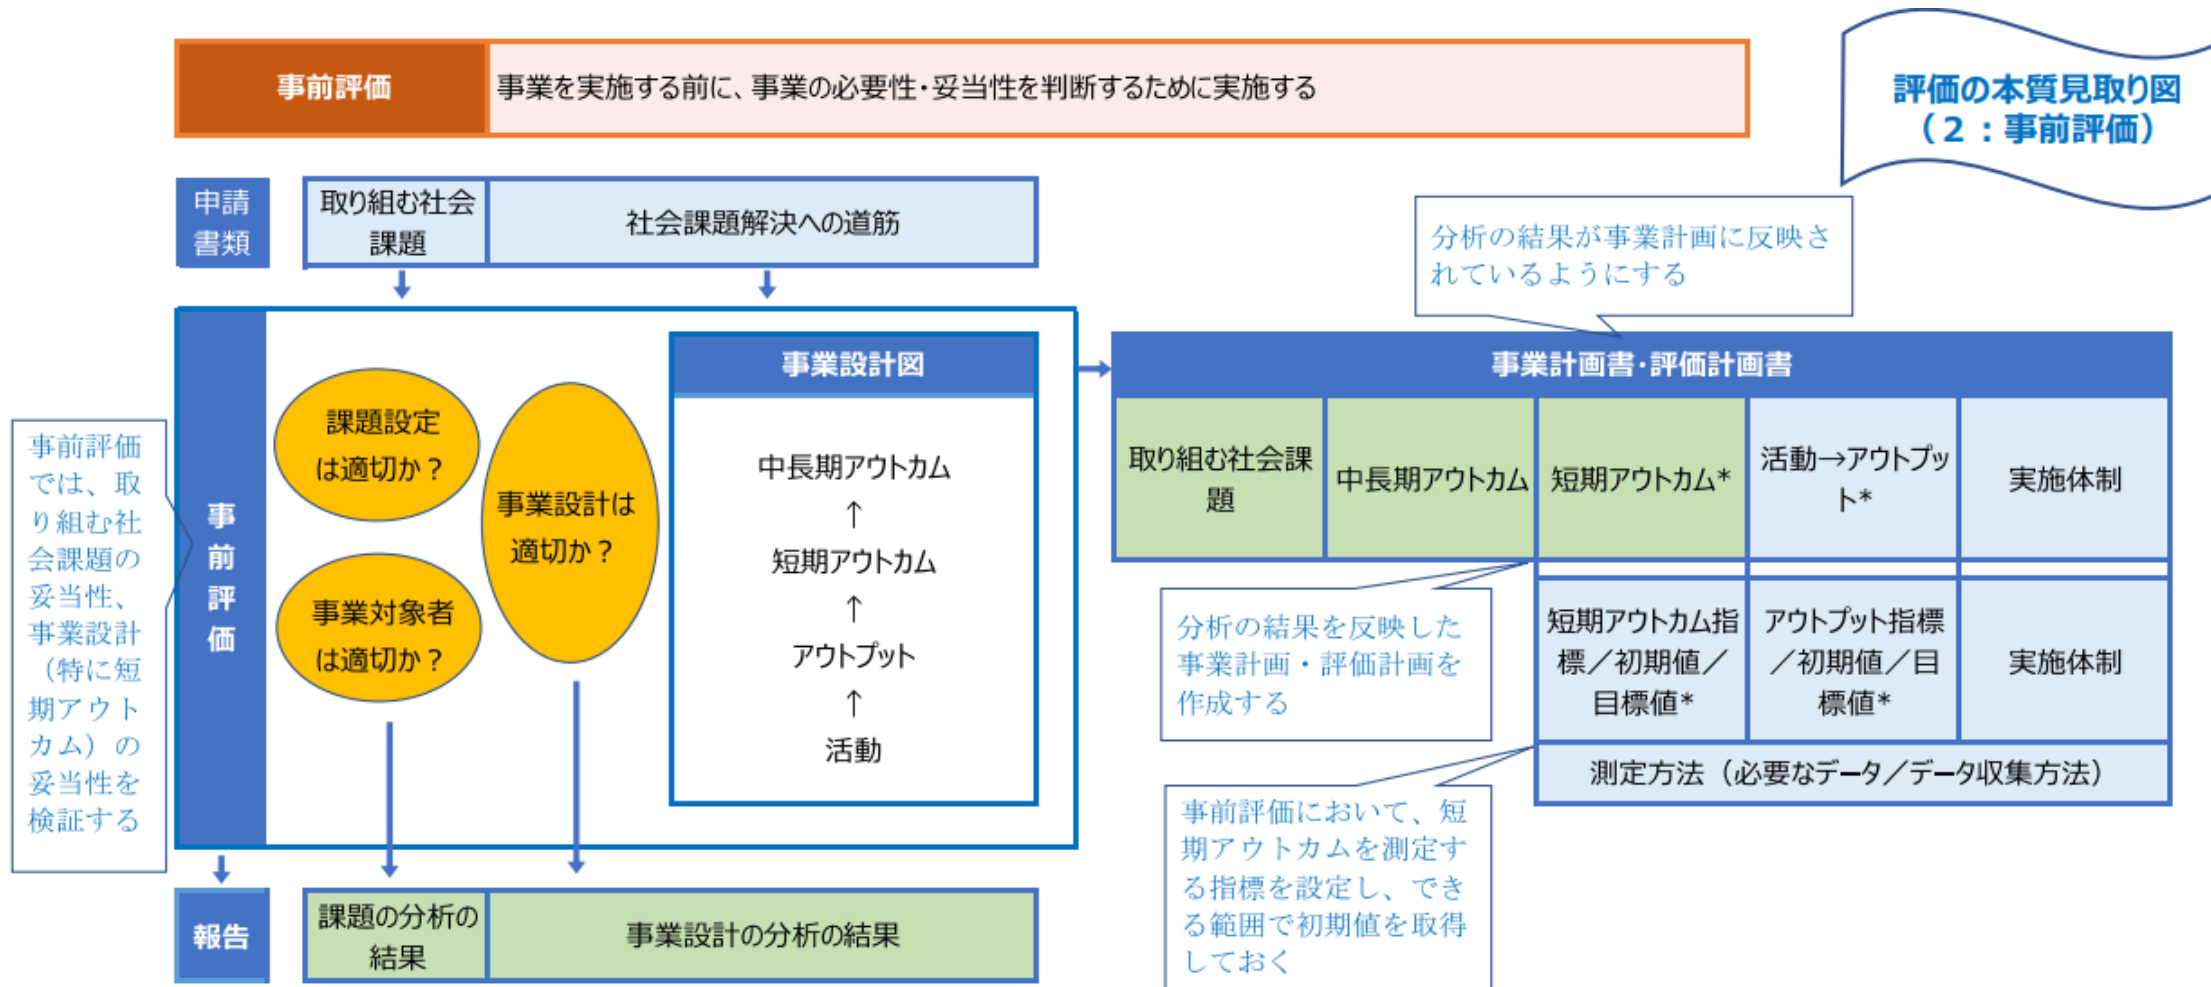 事前評価
事業を実施する前に、事業の必要性・妥当性を判断するために実施する
評価の本質見取り図
（２：事前評価）
申請
書類
取り組む社会
課題
社会課題解決への道筋
分析の結果が事業計画に反映さ
れているようにする
事前評価
では、取
り組む社
会課題の
妥当性、
事業設計
（特に短
期アウト
カム）の
妥当性を
検証する
事
前
評
価
課題設定
は適切か？
事業対象者
は適切か？
事業設計は
適切か？
事業設計図
中長期アウトカム
↑
短期アウトカム
↑
アウトプット
↑
活動
事業計画書・評価計画書
取り組む社会課
題
中長期アウトカム
短期アウトカム*
活動→アウトプッ
ト*
実施体制
分析の結果を反映した
事業計画・評価計画を
作成する
短期アウトカム指
標／初期値／
目標値*
アウトプット指標
／初期値／目
標値*
実施体制
測定方法（必要なデータ／データ収集方法）
事前評価において、短
期アウトカムを測定す
る指標を設定し、でき
る範囲で初期値を取得
しておく
報告
課題の分析の
結果
事業設計の分析の結果